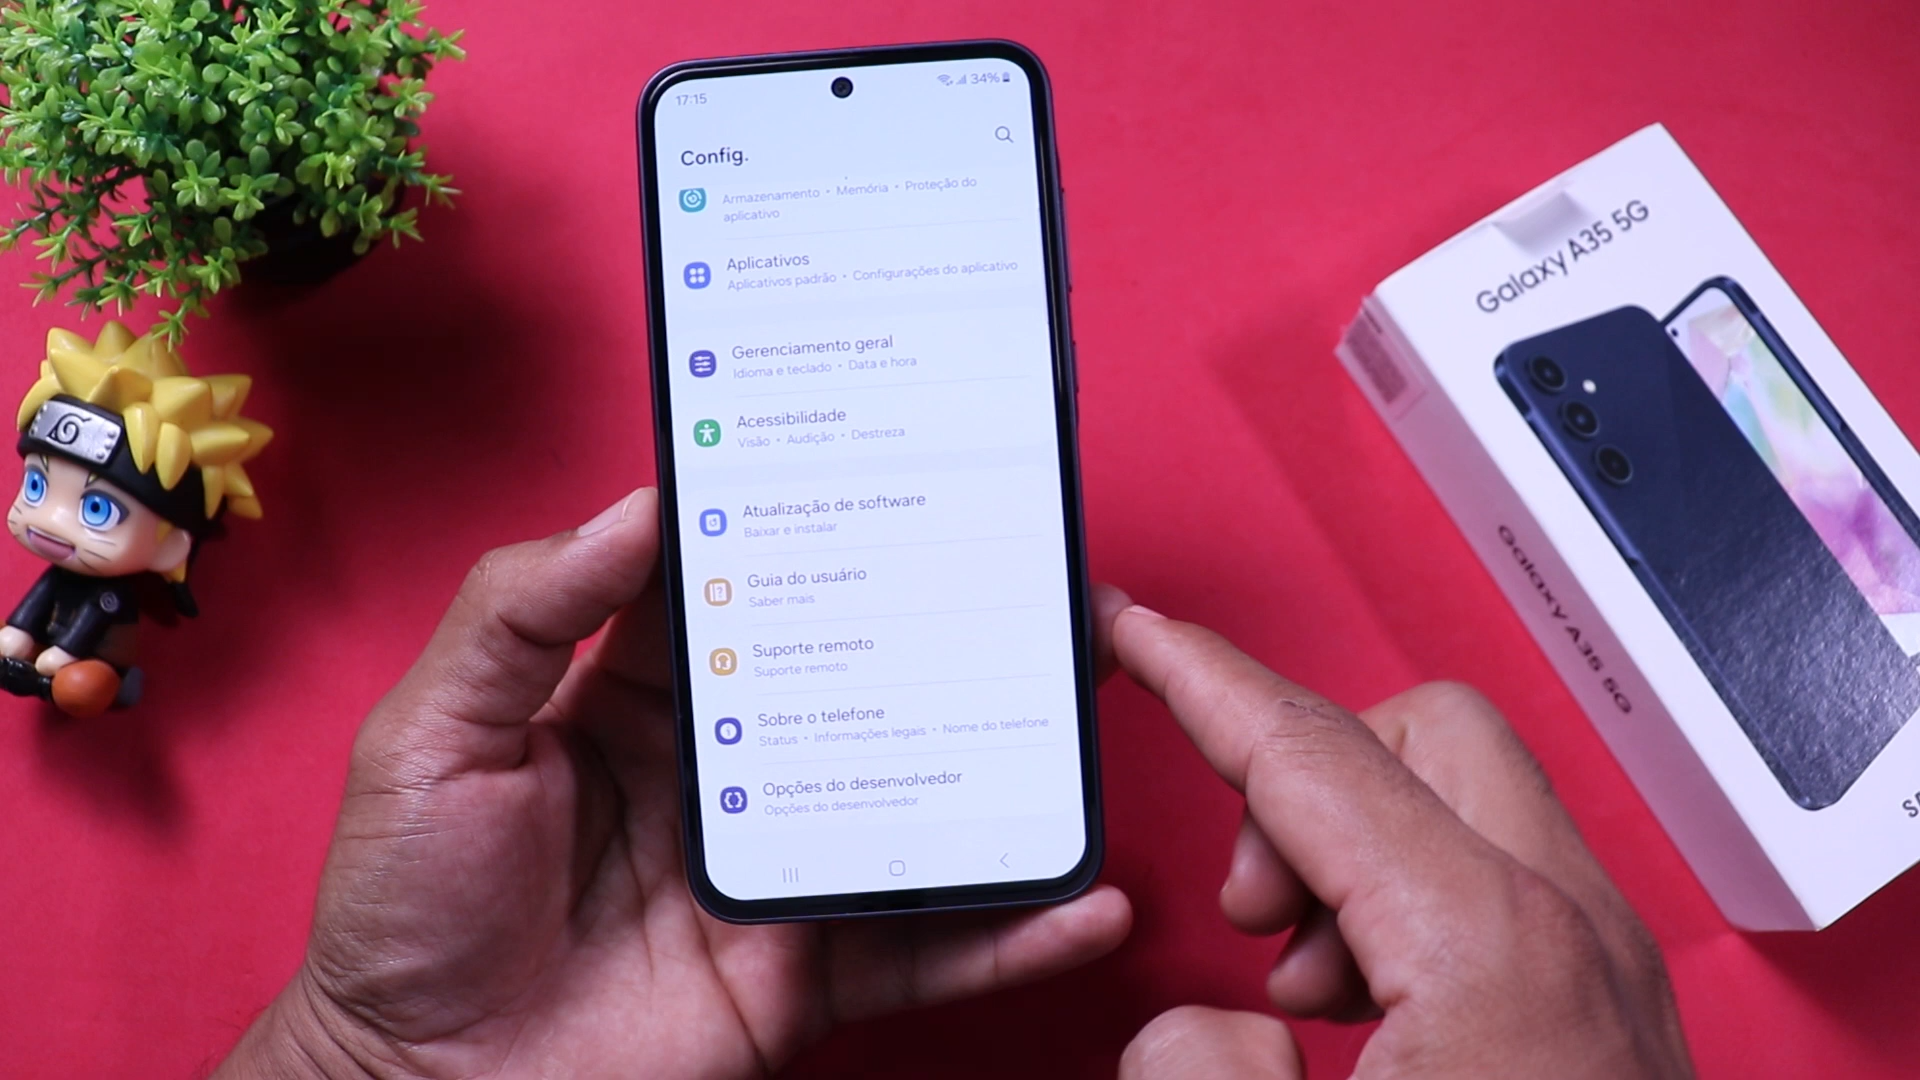 17:15
34%
Config.
Armazenamento • Memória • Proteção do
aplicativo
Aplicativos
Aplicativos padrão • Configurações do aplicativo
Gerenciamento geral
Idioma e teclado • Data e hora
Acessibilidade
Visão • Audição • Destreza
Atualização de software
Baixar e instalar
Guia do usuário
Saber mais
Suporte remoto
Suporte remoto
Sobre o telefone
Status • Informações legais • Nome do telefone
Opções do desenvolvedor
Opções do desenvolvedor
Galaxy A35 5G
Galaxy A35 5G